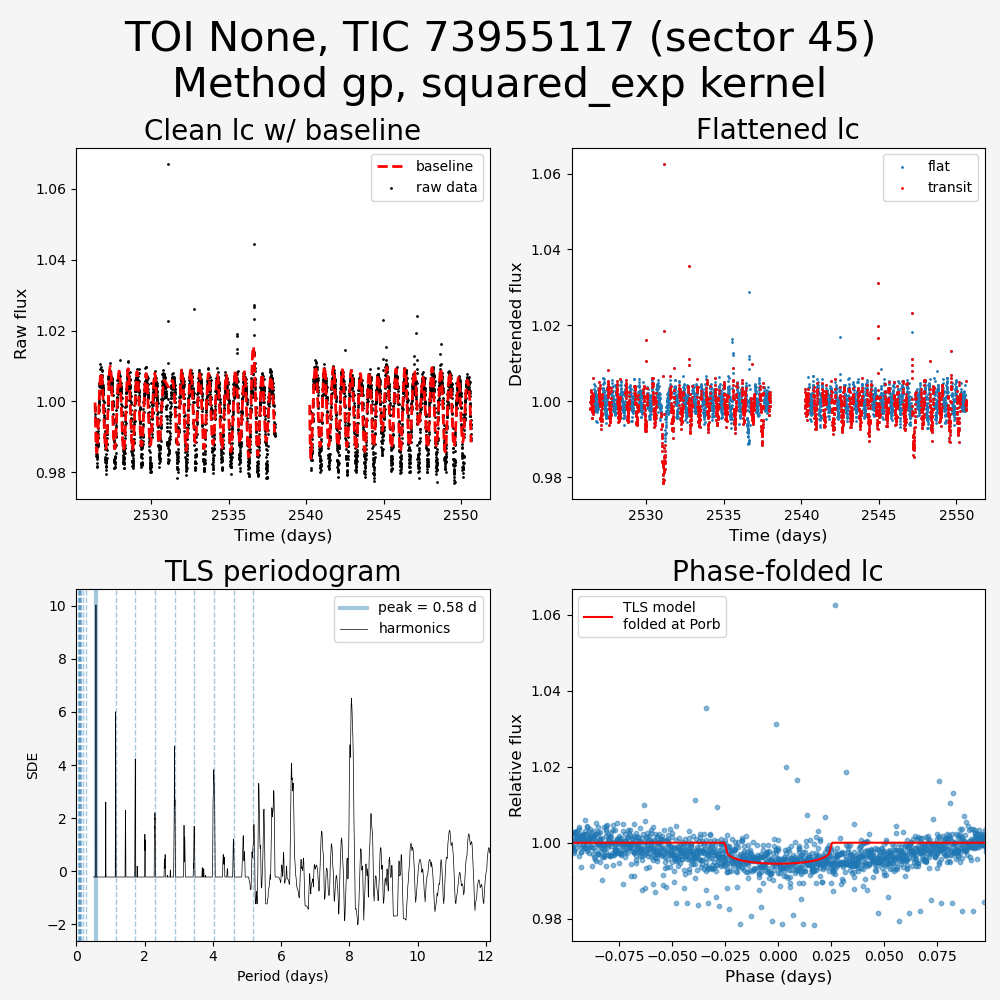 TOI None, TIC 73955117 (sector 45)
Method gp, squared_exp kernel
Clean lc w/ baseline
Raw flux
1.06
1.04
1.02
1.00
0.98
baseline
raw data
2530
2535
2540
2545
2550
Time (days)
Flattened lc
Detrended flux
1.06
1.04
1.02
1.00
0.98
flat
transit
2530
2535
2540
2545
2550
Time (days)
TLS periodogram
SDE
10
8
6
4
2
0
−2
peak = 0.58 d
harmonics
0
2
4
6
8
10
12
Period (days)
Phase-folded lc
Relative flux
1.06
1.04
1.02
1.00
0.98
TLS model
folded at Porb
−0.075
−0.050
−0.025
0.000
0.025
0.050
0.075
Phase (days)